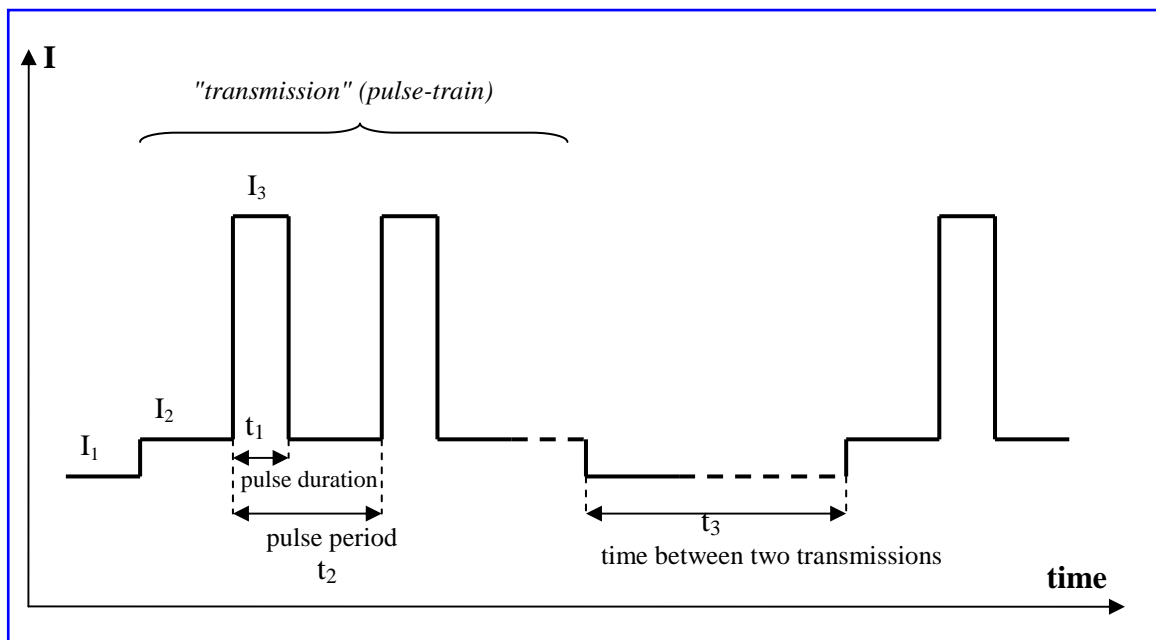 I
"transmission" (pulse-train)
I₃
I₂
t₁
I₁
pulse duration
t₃
pulse period
time between two transmissions
t₂
time